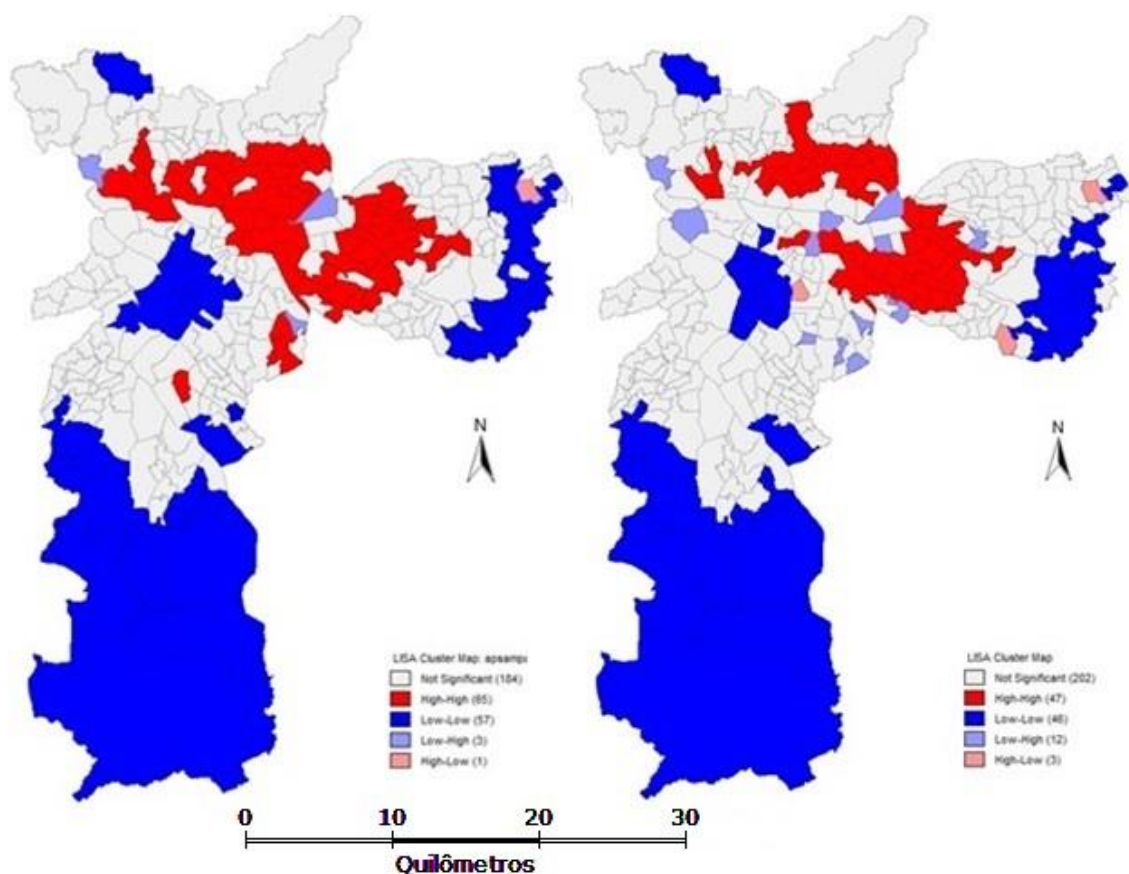 N
N
LISA Cluster Map: apsampi
Not Significant (184)
High-High (65)
Low-Low (57)
Low-High (3)
High-Low (1)
LISA Cluster Map
Not Significant (202)
High-High (47)
Low-Low (46)
Low-High (12)
High-Low (3)
0 10 20 30
Quilômetros